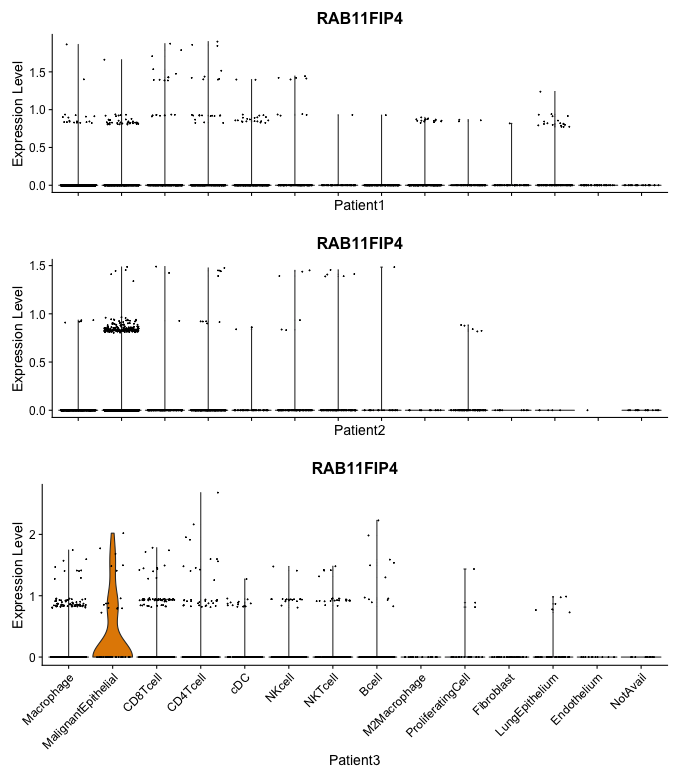 RAB11FIP4
Expression Level
1.5
1.0
0.5
0.0
Patient1
RAB11FIP4
Expression Level
1.5
1.0
0.5
0.0
Patient2
RAB11FIP4
Expression Level
2
1
0
Macrophage
MalignantEpithelial
CD8Tcell
CD4Tcell
cDC
NKcell
NKTcell
Bcell
M2Macrophage
ProliferatingCell
Fibroblast
LungEpithelium
Endothelium
NotAvail
Patient3